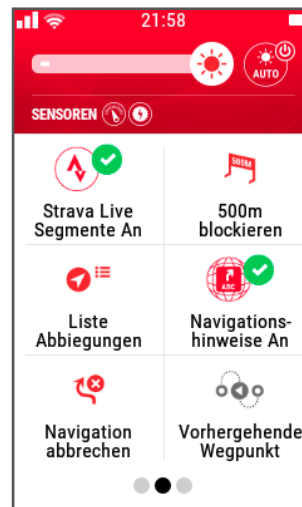 21:58
AUTO
SENSOREN
Strava Live
Segmente An
500M
500m
blockieren
Liste
Abbiegungen
ABC
Navigations-
hinweise An
Navigation
abbrechen
Vorhergehende
Wegpunkt